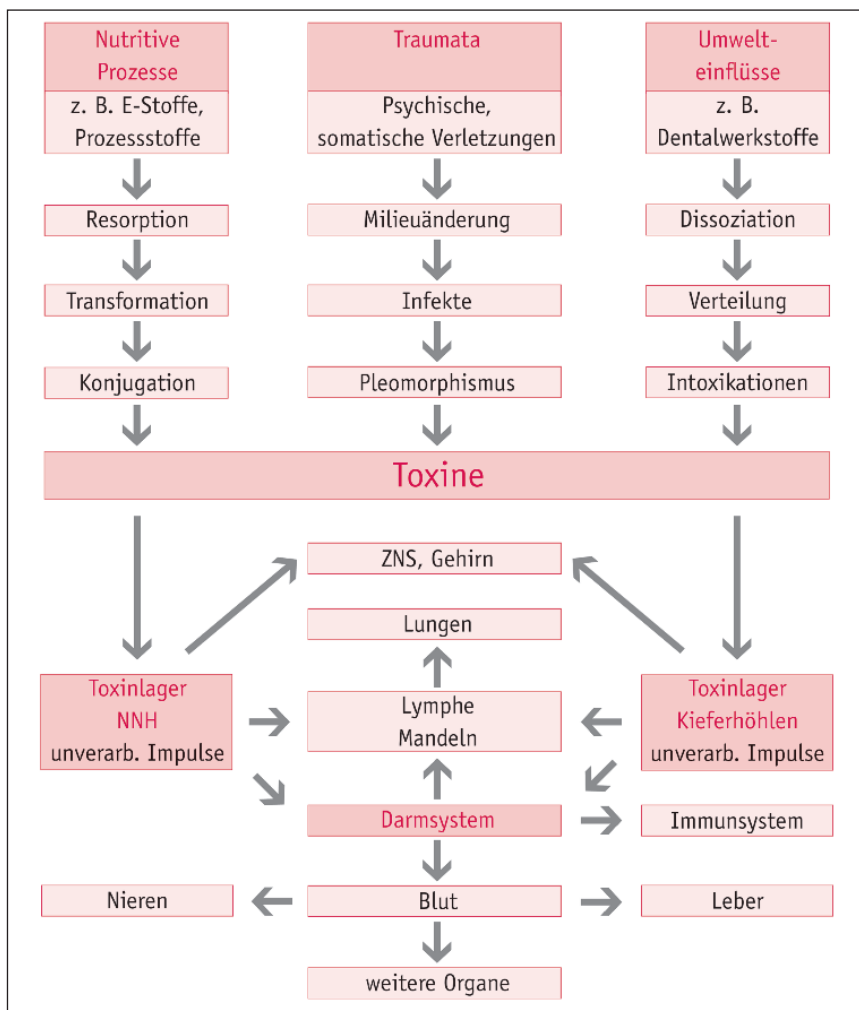 Nutritive
Prozesse
z. B. E-Stoffe,
Prozessstoffe
Traumata
Psychische,
somatische Verletzungen
Umwelt-
einflüsse
z. B.
Dentalwerkstoffe
Resorption
Milieuänderung
Dissoziation
Transformation
Infekte
Verteilung
Konjugation
Pleomorphismus
Intoxikationen
Toxine
ZNS, Gehirn
Lungen
Toxinlager
NNH
unverarb. Impulse
Lymphe
Mandeln
Toxinlager
Kieferhöhlen
unverarb. Impulse
Darmsystem
Immunsystem
Nieren
Blut
Leber
weitere Organe